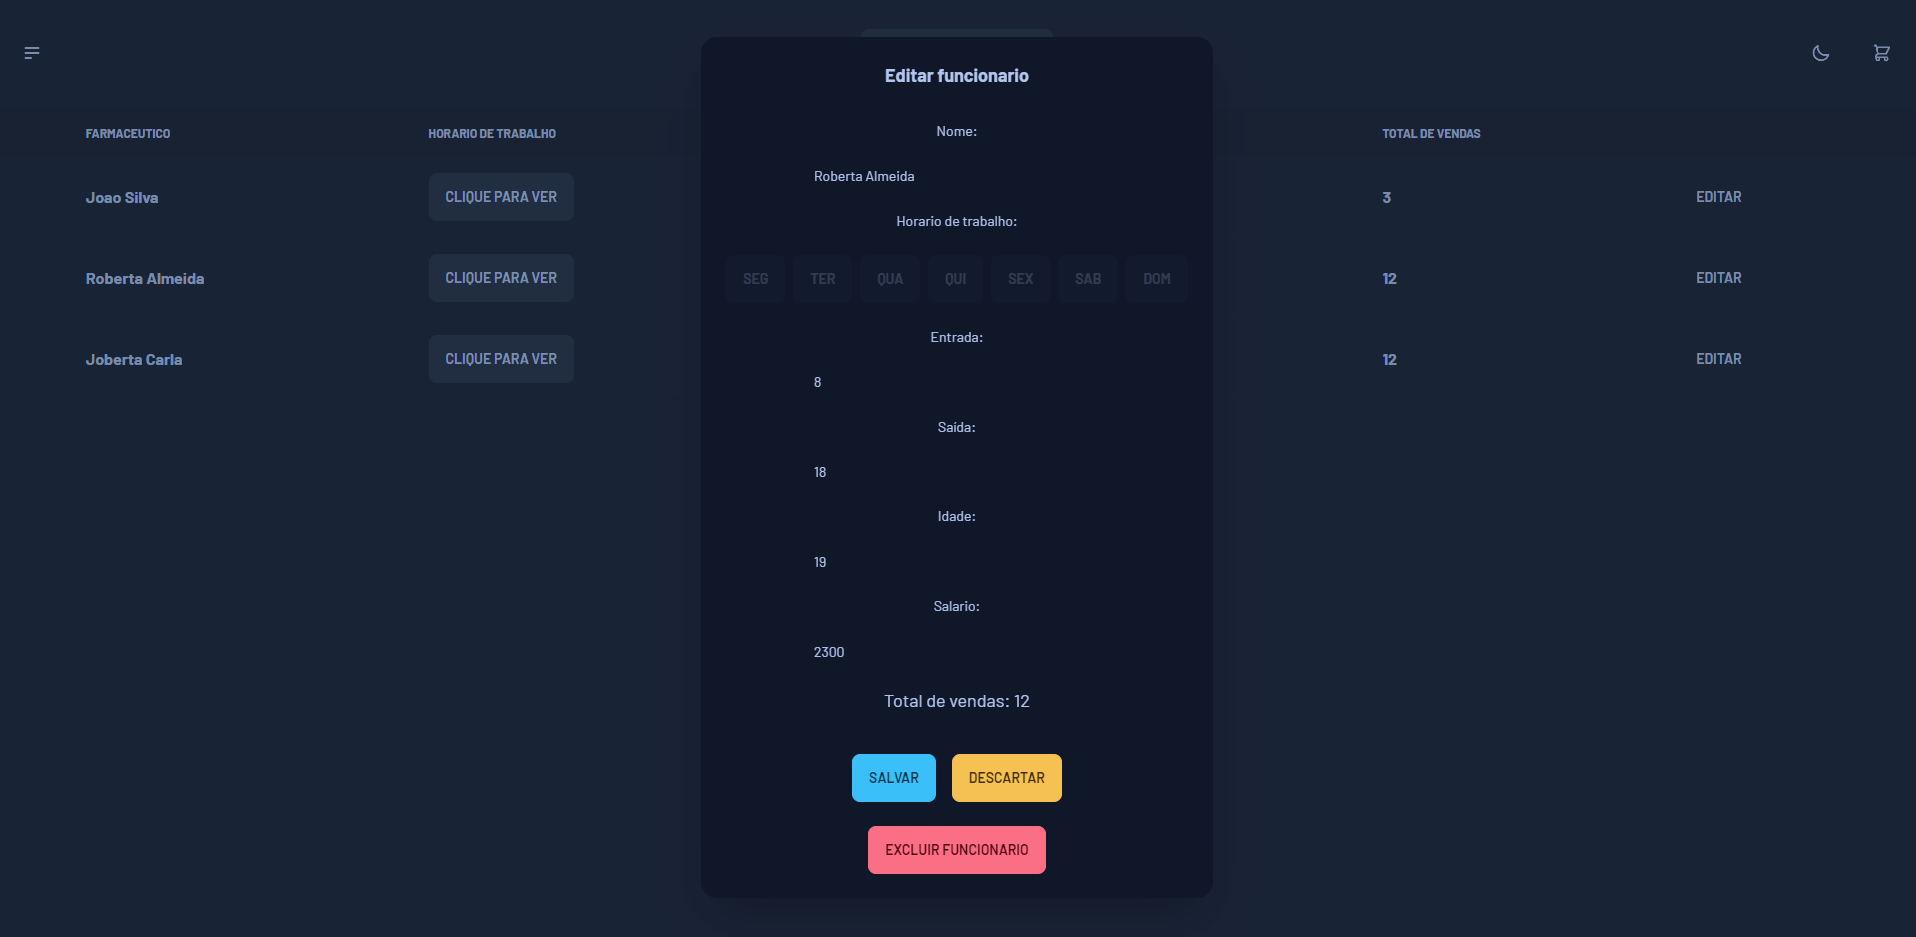 Editar funcionario
FARMACEUTICO HORARIO DE TRABALHO TOTAL DE VENDAS
Joao Silva CLIQUE PARA VER 3 EDITAR
Roberta Almeida CLIQUE PARA VER 12 EDITAR
Joberta Carla CLIQUE PARA VER 12 EDITAR
Nome:
Roberta Almeida
Horario de trabalho:
SEG TER QUA QUI SEX SAB DOM
Entrada:
8
Saída:
18
Idade:
19
Salario:
2300
Total de vendas: 12
SALVAR DESCARTAR
EXCLUIR FUNCIONARIO